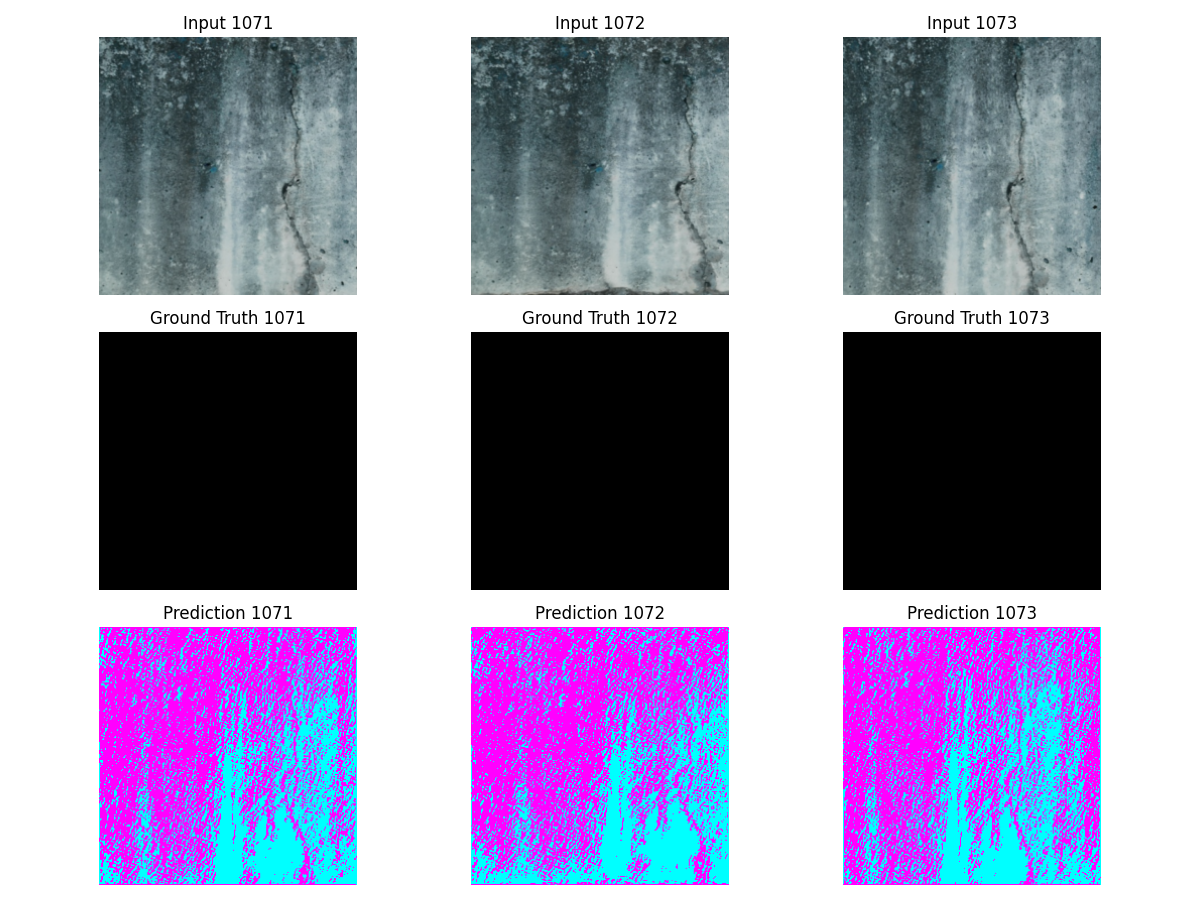 Input 1071
Input 1072
Input 1073
Ground Truth 1071
Ground Truth 1072
Ground Truth 1073
Prediction 1071
Prediction 1072
Prediction 1073